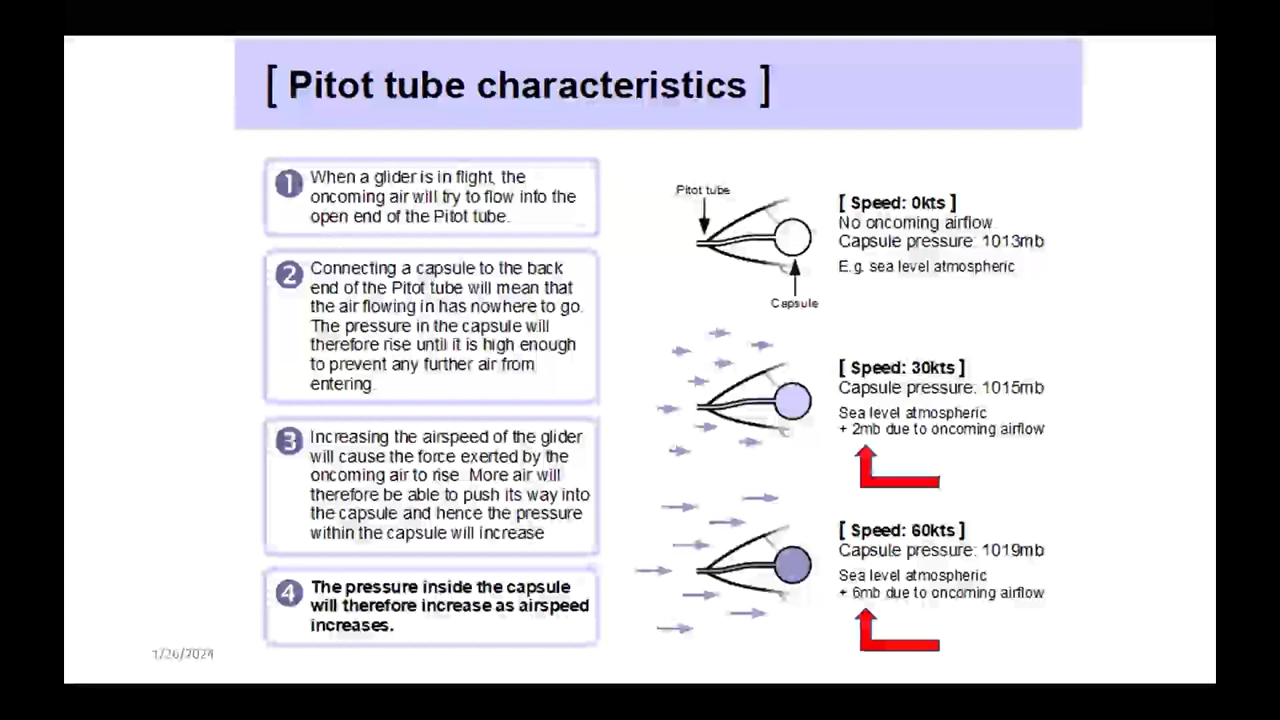 [ Pitot tube characteristics ]
1 When a glider is in flight, the
oncoming air will try to flow into the
open end of the Pitot tube.
2 Connecting a capsule to the back
end of the Pitot tube will mean that
the air flowing in has nowhere to go.
The pressure in the capsule will
therefore rise until it is high enough
to prevent any further air from
entering.
3 Increasing the airspeed of the glider
will cause the force exerted by the
oncoming air to rise. More air will
therefore be able to push its way into
the capsule and hence the pressure
within the capsule will increase
4 The pressure inside the capsule
will therefore increase as airspeed
increases.
Pitot tube
Capsule
[ Speed: 0kts ]
No oncoming airflow
Capsule pressure: 1013mb
E.g. sea level atmospheric
[ Speed: 30kts ]
Capsule pressure: 1015mb
Sea level atmospheric
+ 2mb due to oncoming airflow
[ Speed: 60kts ]
Capsule pressure: 1019mb
Sea level atmospheric
+ 6mb due to oncoming airflow
1/26/2024